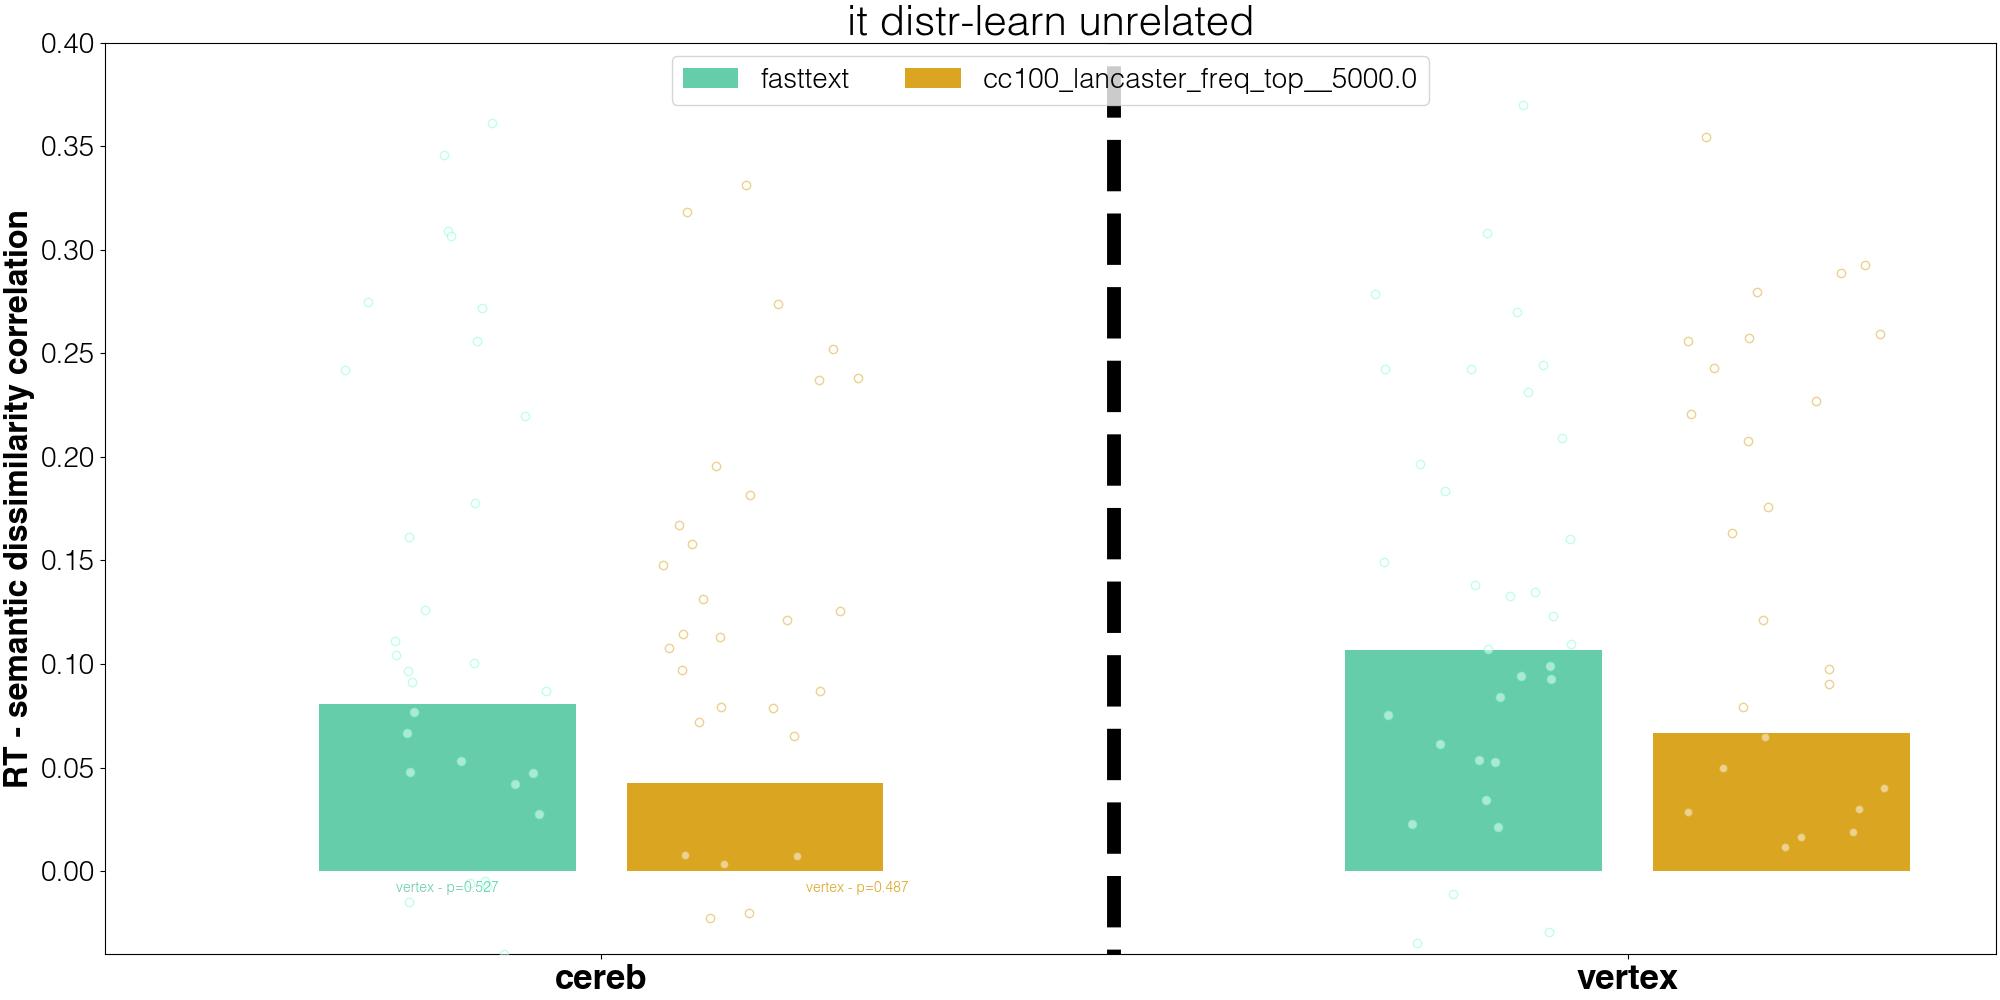 it distr-learn unrelated
fasttext
cc100_lancaster_freq_top__5000.0
RT - semantic dissimilarity correlation
0.40
0.35
0.30
0.25
0.20
0.15
0.10
0.05
0.00
vertex - p=0.527
vertex - p=0.487
cereb
vertex